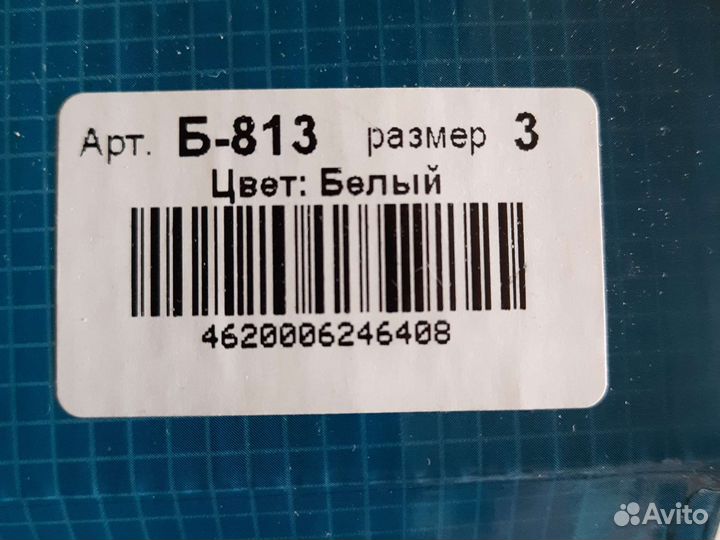 Арт. Б-813 размер 3
Цвет: Белый
4620006246408
Avito